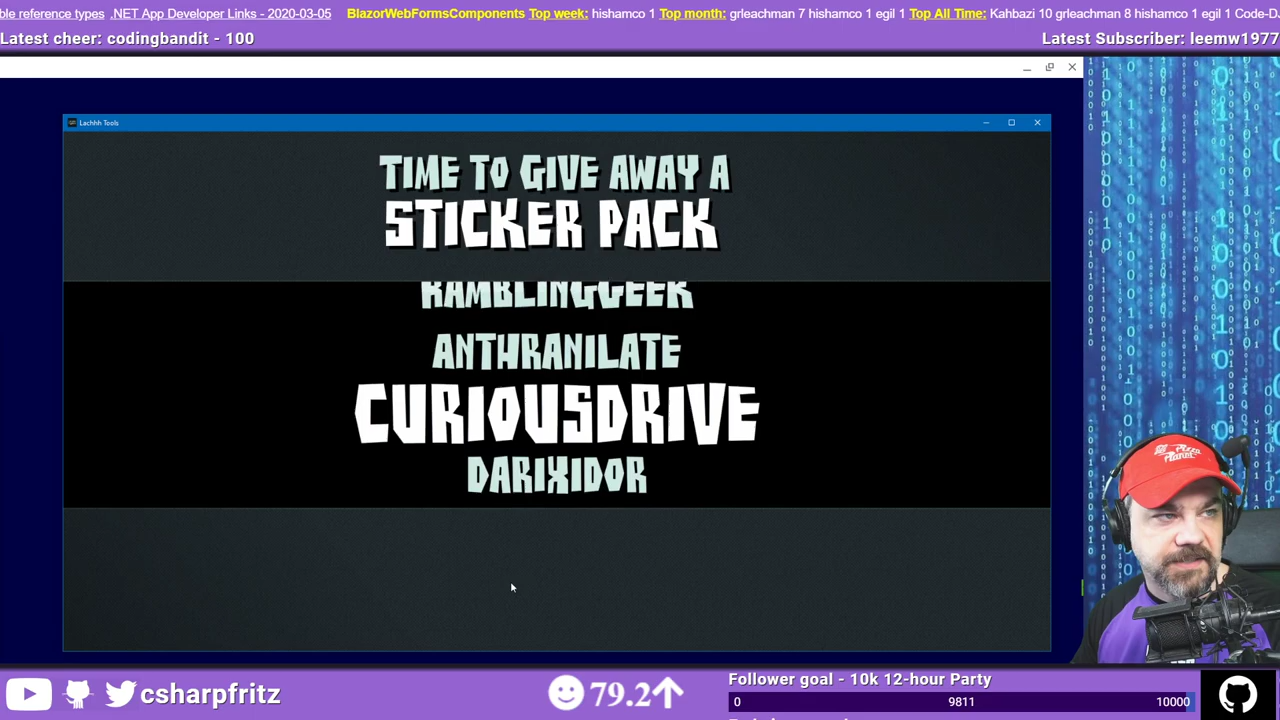 ble reference types .NET App Developer Links - 2020-03-05 BlazorWebFormsComponents Top week: hishamco 1 Top month: grleachman 7 hishamco 1 egil 1 Top All Time: Kahbazi 10 grleachman 8 hishamco 1 egil 1 Code-D
Latest cheer: codingbandit - 100
Latest Subscriber: leemw1977
Lachhh Tools
TIME TO GIVE AWAY A
STICKER PACK
RAMBLINGGEEK
ANTHRANILATE
CURIOUSDRIVE
DARIXIDOR
Pizza
Planet
csharpfritz
79.2
Follower goal - 10k 12-hour Party
0 9811 10000